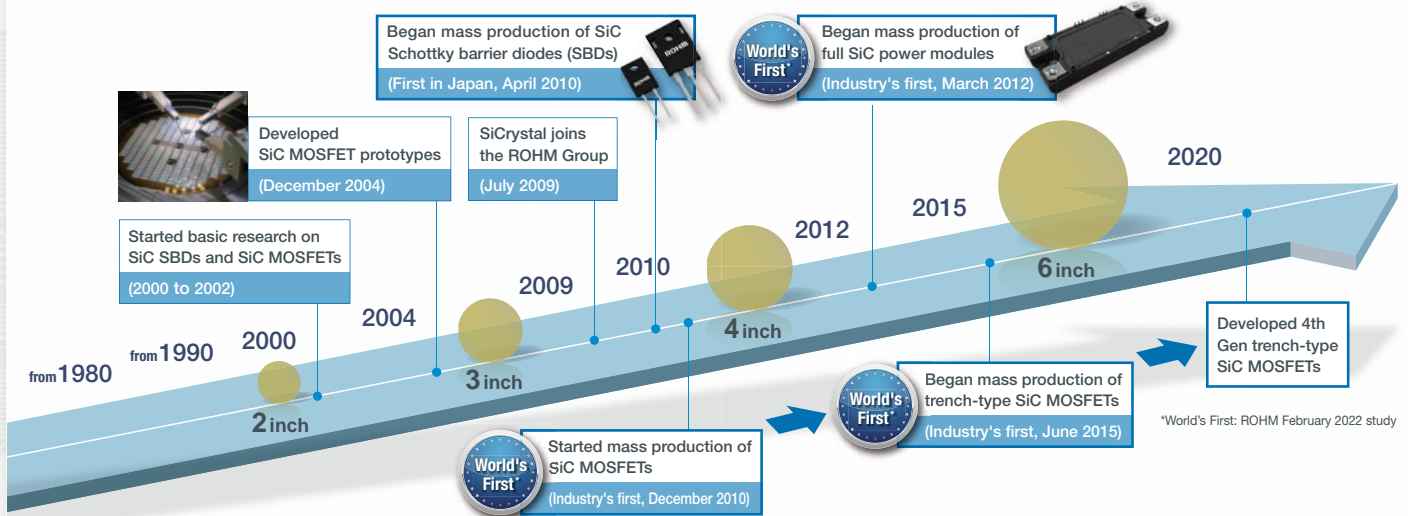 Began mass production of SiC
Schottky barrier diodes (SBDs)
(First in Japan, April 2010)
ROHM
ROHM
World's
First*
Began mass production of
full SiC power modules
(Industry's first, March 2012)
Developed
SiC MOSFET prototypes
(December 2004)
SiCrystal joins
the ROHM Group
(July 2009)
Started basic research on
SiC SBDs and SiC MOSFETs
(2000 to 2002)
from 1980
from 1990
2000
2004
2009
2010
2012
2015
2020
2 inch
3 inch
4 inch
6 inch
World's
First*
Started mass production of
SiC MOSFETs
(Industry's first, December 2010)
World's
First*
Began mass production of
trench-type SiC MOSFETs
(Industry's first, June 2015)
Developed 4th
Gen trench-type
SiC MOSFETs
*World's First: ROHM February 2022 study